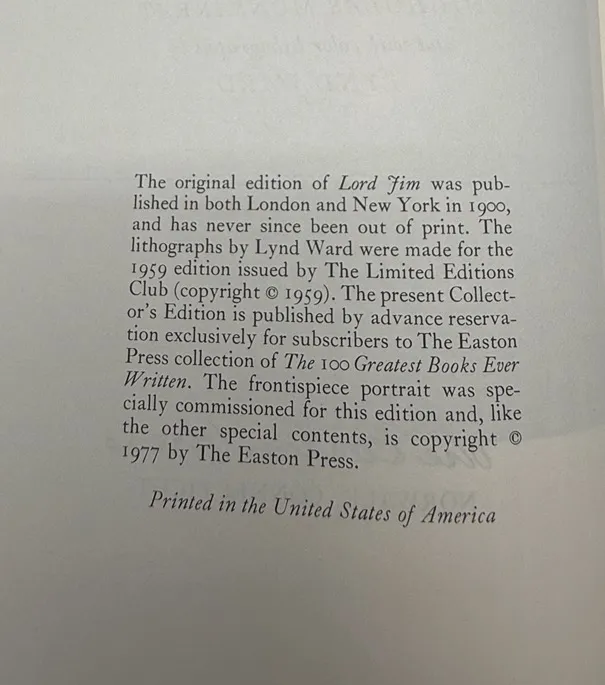 The original edition of Lord Jim was pub-
lished in both London and New York in 1900,
and has never since been out of print. The
lithographs by Lynd Ward were made for the
1959 edition issued by The Limited Editions
Club (copyright © 1959). The present Collect-
or's Edition is published by advance reserva-
tion exclusively for subscribers to The Easton
Press collection of The 100 Greatest Books Ever
Written. The frontispiece portrait was spe-
cially commissioned for this edition and, like
the other special contents, is copyright ©
1977 by The Easton Press.
Printed in the United States of America